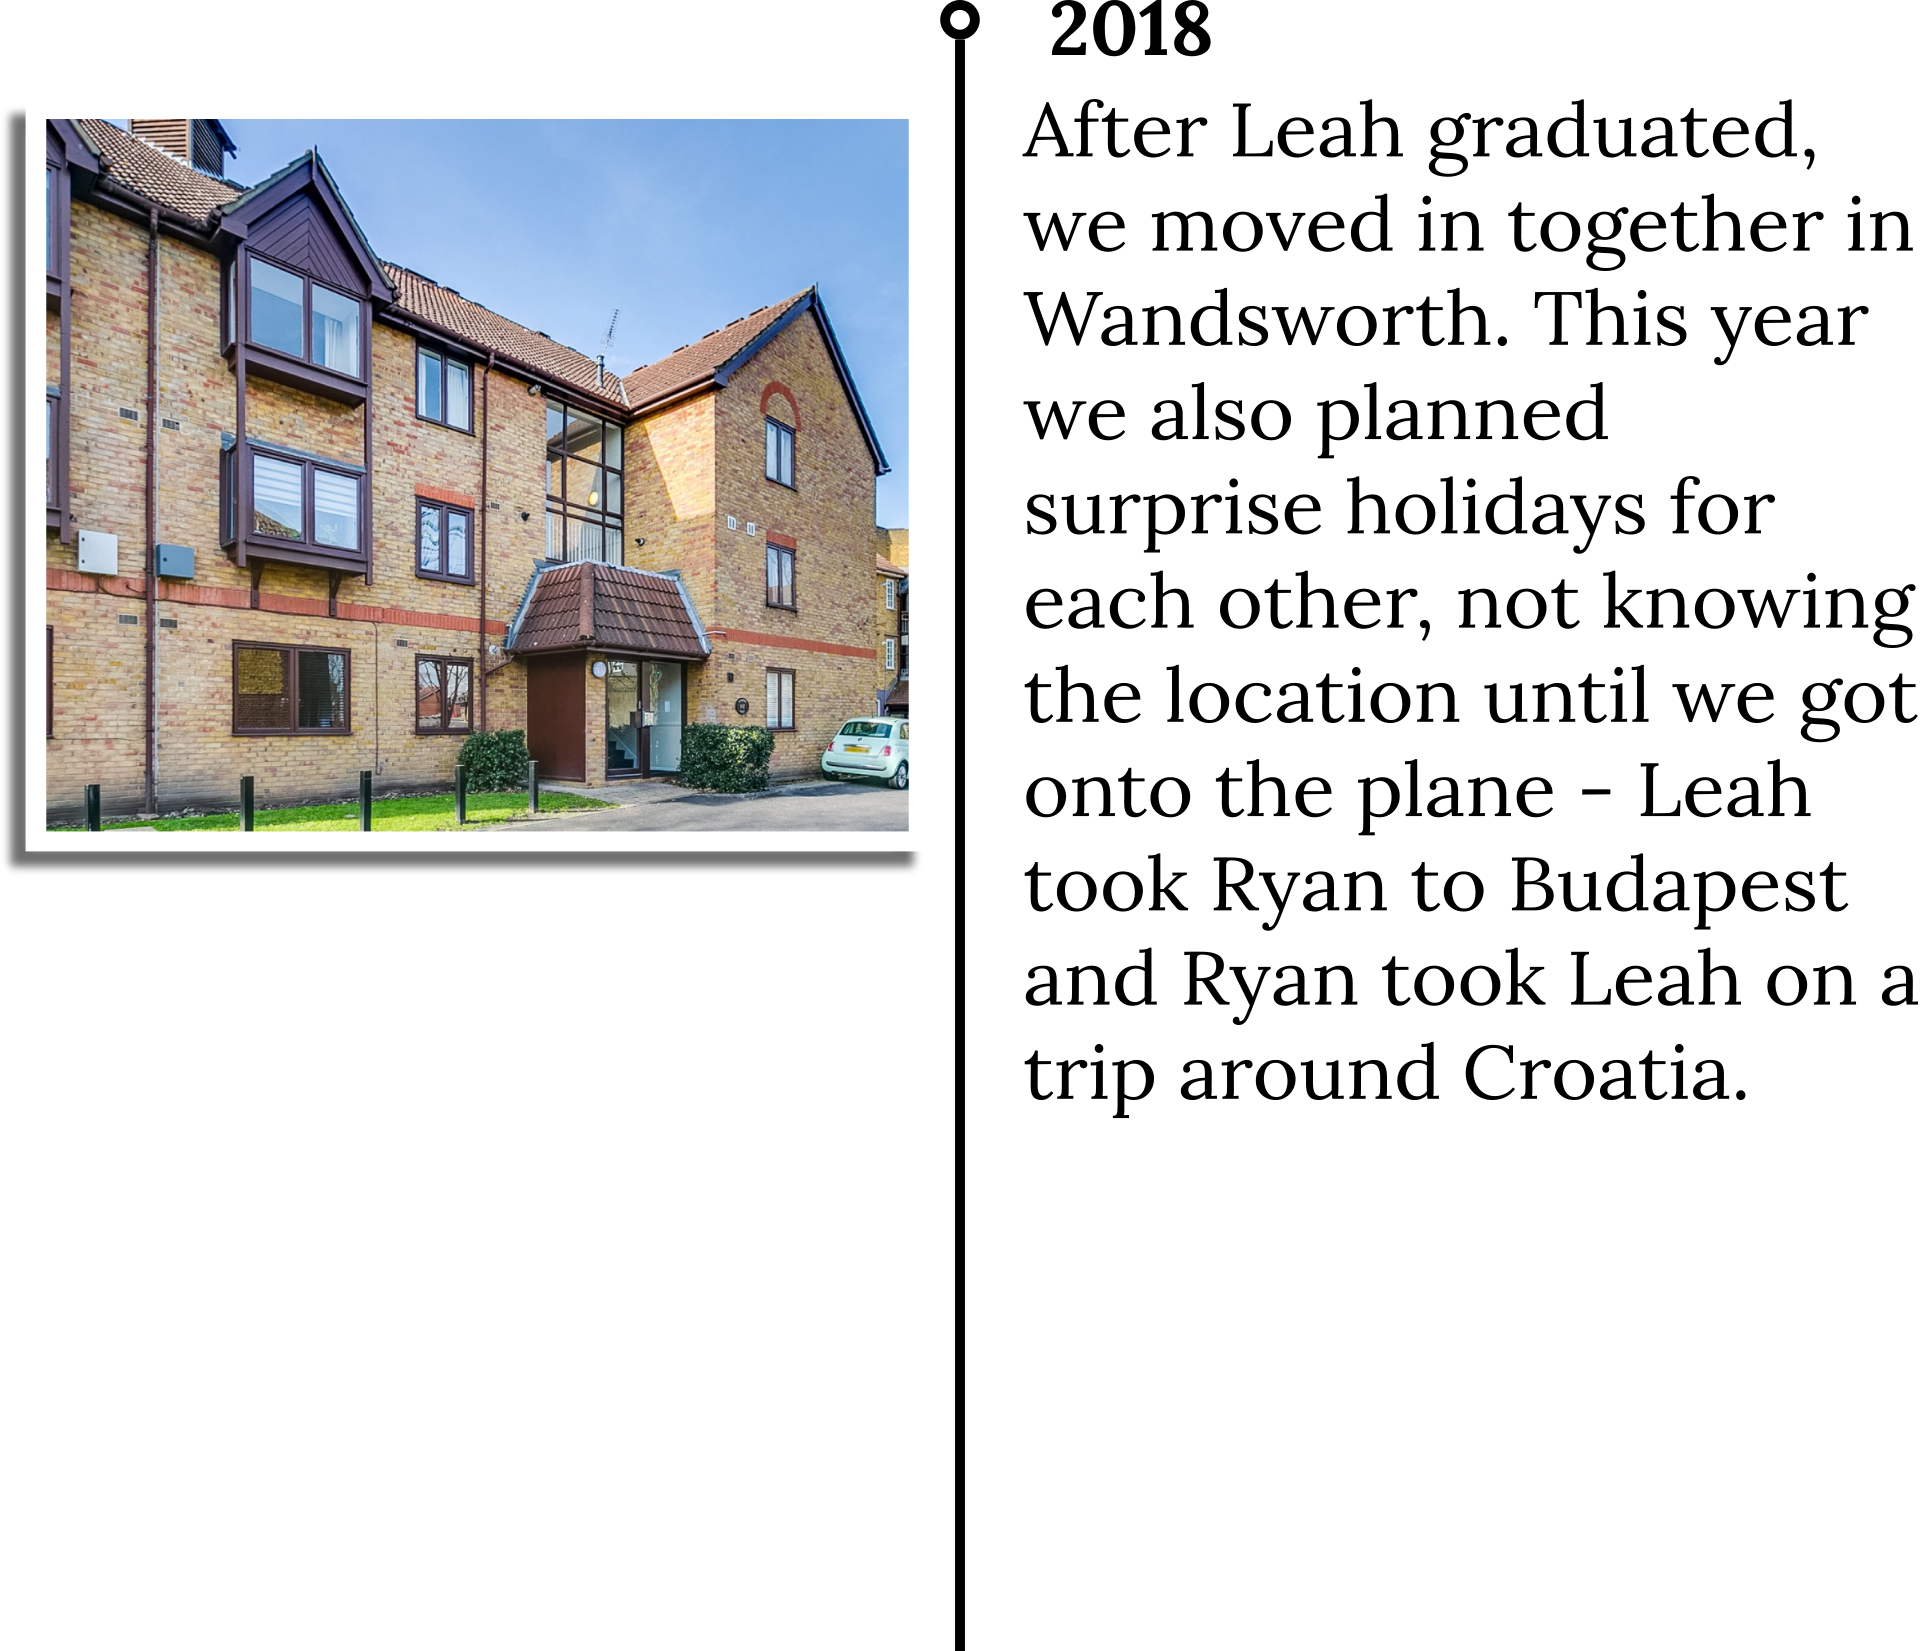 2018
After Leah graduated,
we moved in together in
Wandsworth. This year
we also planned
surprise holidays for
each other, not knowing
the location until we got
onto the plane - Leah
took Ryan to Budapest
and Ryan took Leah on a
trip around Croatia.